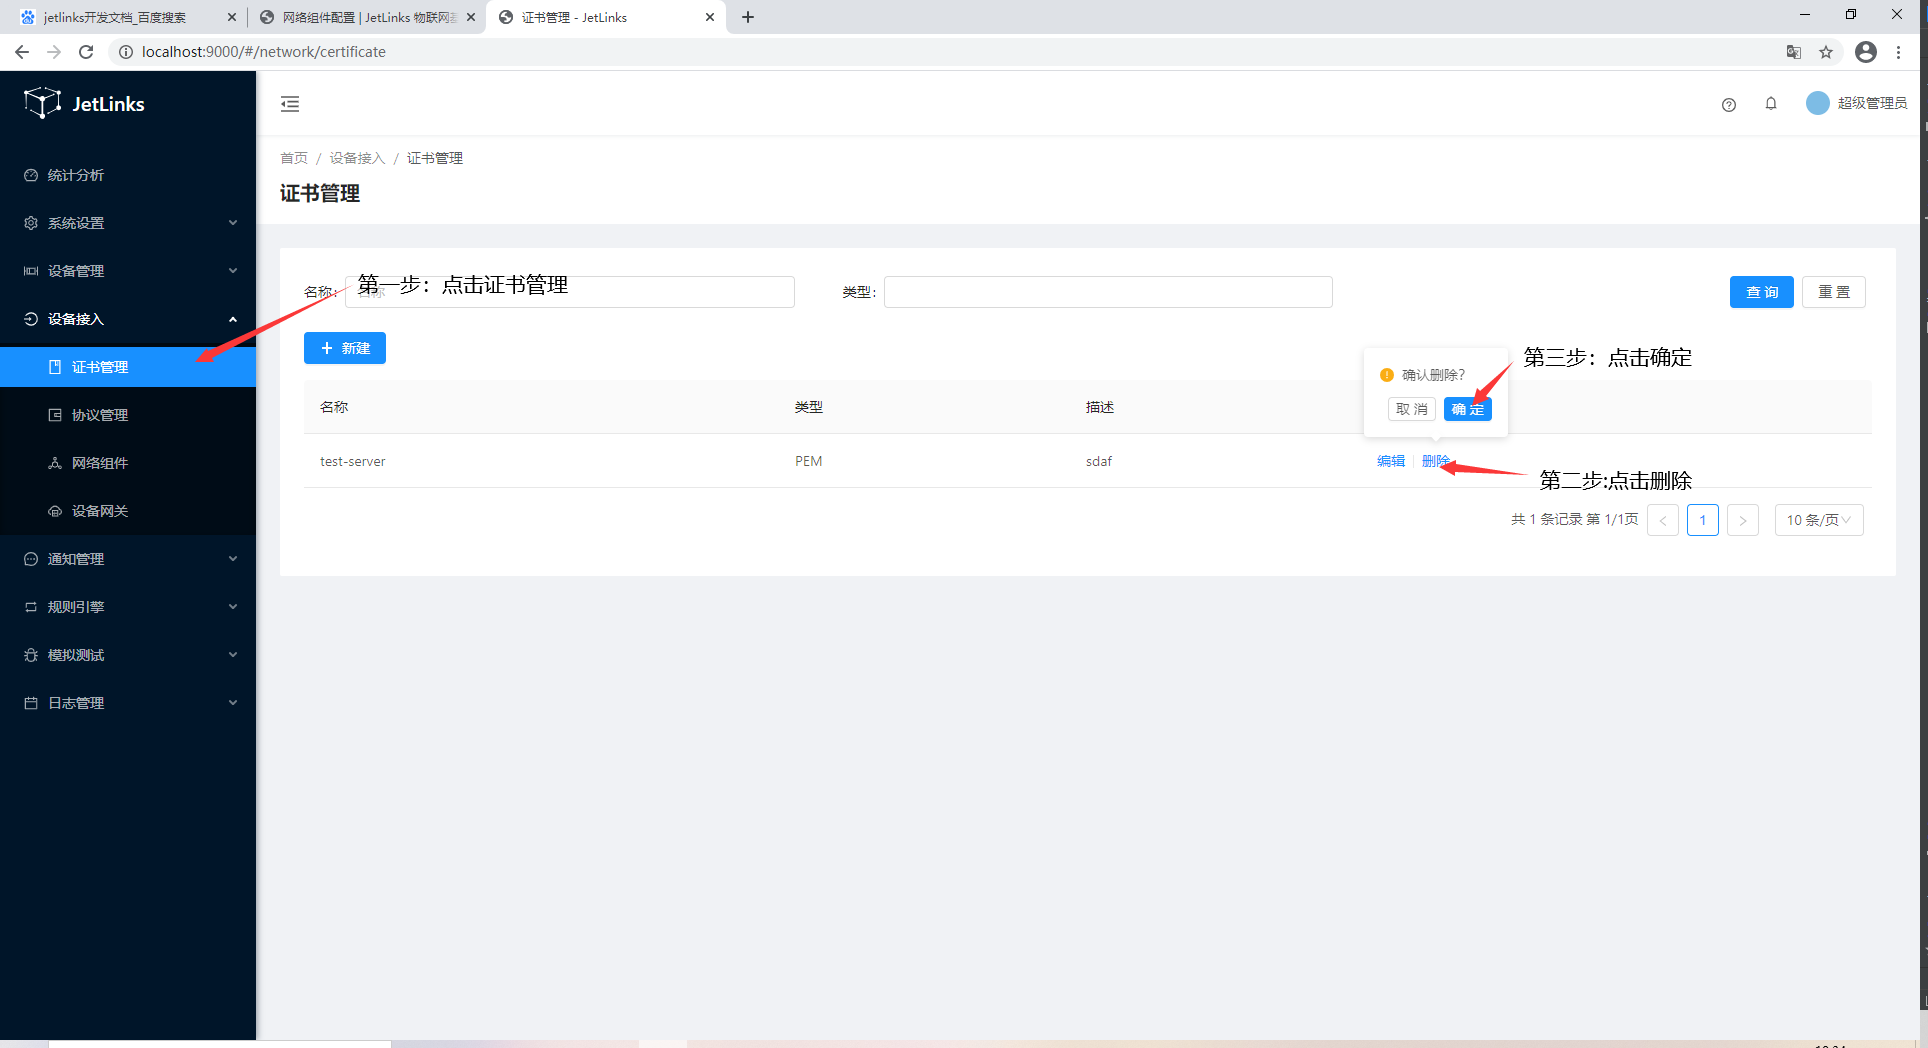 jetlinks开发文档_百度搜索
网络组件配置 | JetLinks 物联网
证书管理 - JetLinks
localhost:9000/#/network/certificate
JetLinks
超级管理员
首页 / 设备接入 / 证书管理
证书管理
统计分析
系统设置
设备管理
设备接入
证书管理
协议管理
网络组件
设备网关
通知管理
规则引擎
模拟测试
日志管理
第一步：点击证书管理
名称:
名称
类型:
查 询
重 置
新建
第三步：点击确定
确认删除?
取 消
确 定
名称
类型
描述
test-server
PEM
sdaf
编辑
删除
第二步:点击删除
共 1 条记录 第 1/1页
1
10 条/页